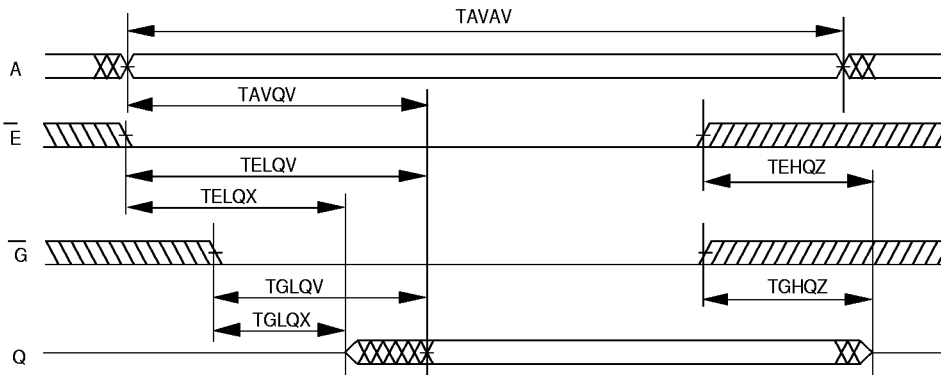 TAVAV
A
TAVQV
E̅
TELQV
TEHQZ
TELQX
G̅
TGLQV
TGHQZ
TGLQX
Q